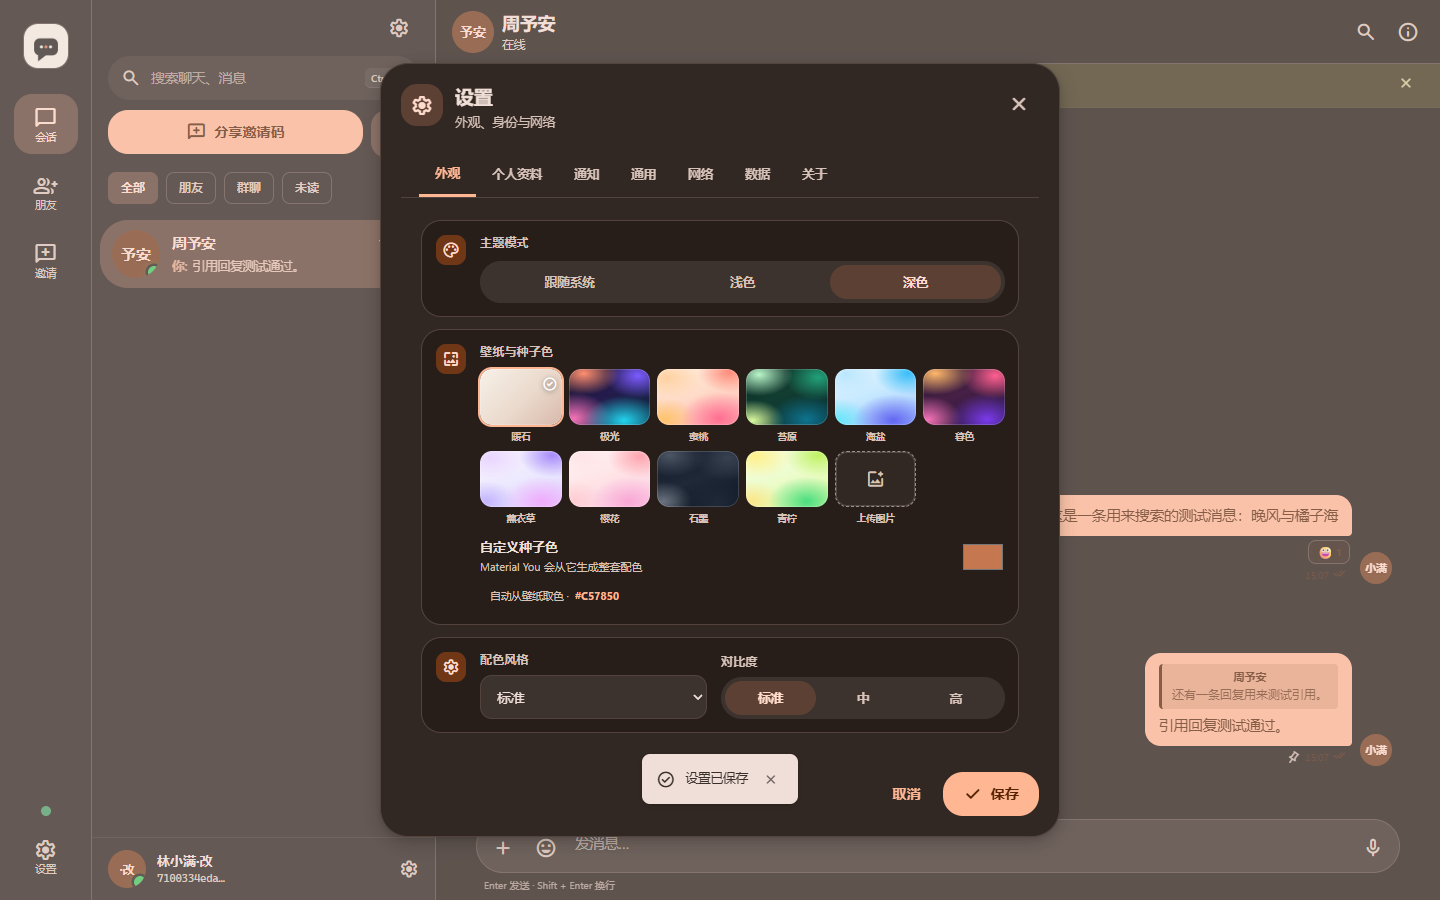 会话
朋友
邀请
设置
搜索聊天、消息
分享邀请码
全部
朋友
群聊
未读
予安
周予安
你: 引用回复测试通过。
·改
林小满·改
7100334eda…
予安
周予安
在线
是一条用来搜索的测试消息：晚风与橘子海
小满
周予安
还有一条回复用来测试引用。
引用回复测试通过。
15:07
小满
发消息…
Enter 发送 · Shift + Enter 换行
设置
外观、身份与网络
外观
个人资料
通知
通用
网络
数据
关于
主题模式
跟随系统
浅色
深色
壁纸与种子色
极光
蜜桃
苔原
海盐
暮色
薰衣草
樱花
石墨
青柠
上传图片
自定义种子色
Material You 会从它生成整套配色
自动从壁纸取色 · #C57850
配色风格
标准
对比度
标准
中
高
设置已保存
取消
保存